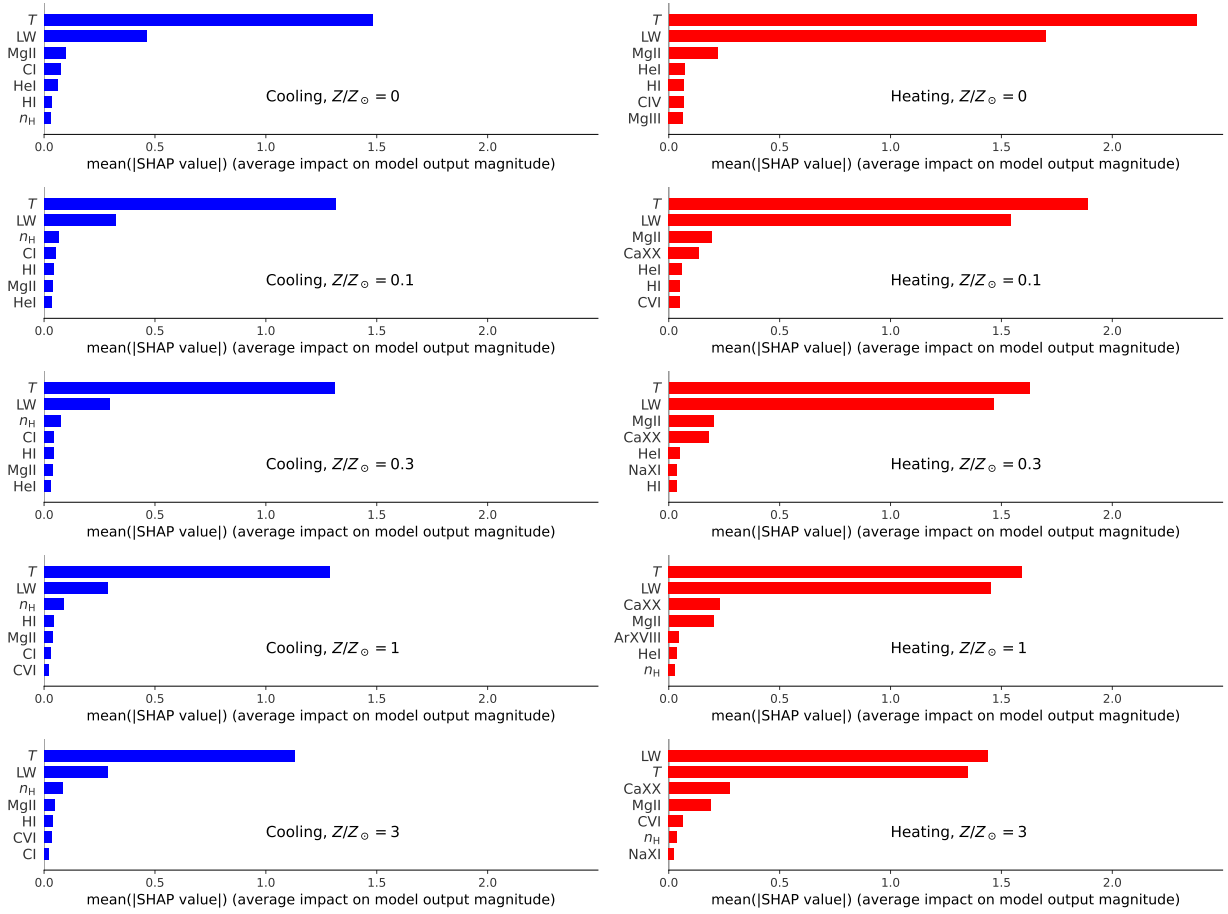 T
LW
MgII
CI
HeI
HI
n_H
Cooling, Z/Z_⊙ = 0
0.0 0.5 1.0 1.5 2.0
mean(|SHAP value|) (average impact on model output magnitude)
T
LW
MgII
HeI
HI
CIV
MgIII
Heating, Z/Z_⊙ = 0
0.0 0.5 1.0 1.5 2.0
mean(|SHAP value|) (average impact on model output magnitude)
T
LW
n_H
CI
HI
MgII
HeI
Cooling, Z/Z_⊙ = 0.1
0.0 0.5 1.0 1.5 2.0
mean(|SHAP value|) (average impact on model output magnitude)
T
LW
MgII
CaXX
HeI
HI
CVI
Heating, Z/Z_⊙ = 0.1
0.0 0.5 1.0 1.5 2.0
mean(|SHAP value|) (average impact on model output magnitude)
T
LW
n_H
CI
HI
MgII
HeI
Cooling, Z/Z_⊙ = 0.3
0.0 0.5 1.0 1.5 2.0
mean(|SHAP value|) (average impact on model output magnitude)
T
LW
MgII
CaXX
HeI
NaXI
HI
Heating, Z/Z_⊙ = 0.3
0.0 0.5 1.0 1.5 2.0
mean(|SHAP value|) (average impact on model output magnitude)
T
LW
n_H
HI
MgII
CI
CVI
Cooling, Z/Z_⊙ = 1
0.0 0.5 1.0 1.5 2.0
mean(|SHAP value|) (average impact on model output magnitude)
T
LW
CaXX
MgII
ArXVIII
HeI
n_H
Heating, Z/Z_⊙ = 1
0.0 0.5 1.0 1.5 2.0
mean(|SHAP value|) (average impact on model output magnitude)
T
LW
n_H
MgII
HI
CVI
CI
Cooling, Z/Z_⊙ = 3
0.0 0.5 1.0 1.5 2.0
mean(|SHAP value|) (average impact on model output magnitude)
LW
T
CaXX
MgII
CVI
n_H
NaXI
Heating, Z/Z_⊙ = 3
0.0 0.5 1.0 1.5 2.0
mean(|SHAP value|) (average impact on model output magnitude)